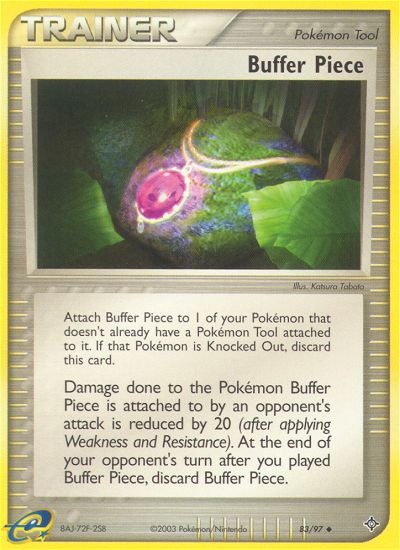 TRAINER
Pokémon Tool
Buffer Piece
Illus. Katsura Tabata
Attach Buffer Piece to 1 of your Pokémon that
doesn't already have a Pokémon Tool attached
to it. If that Pokémon is Knocked Out, discard
this card.
Damage done to the Pokémon Buffer
Piece is attached to by an opponent's
attack is reduced by 20 (after applying
Weakness and Resistance). At the end of
your opponent's turn after you played
Buffer Piece, discard Buffer Piece.
e
8AJ-72F-2S8
©2003 Pokémon/Nintendo
83/97